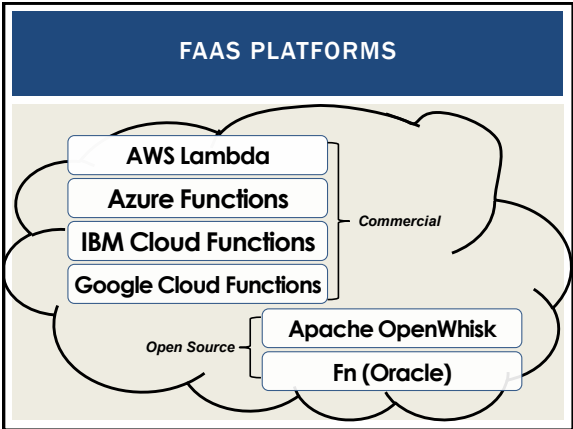 FAAS PLATFORMS
AWS Lambda
Azure Functions
IBM Cloud Functions
Google Cloud Functions
Commercial
Apache OpenWhisk
Open Source
Fn (Oracle)